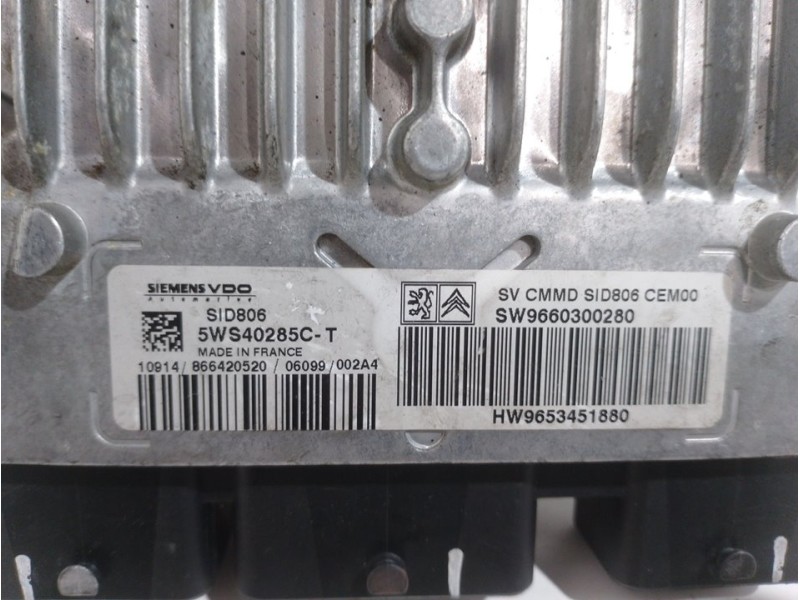 SIEMENS VDO
Automotive
SID806
5WS40285C-T
MADE IN FRANCE
10914/866420520/06099/002A4
SV CMMD SID806 CEM00
SW9660300280
HW9653451880